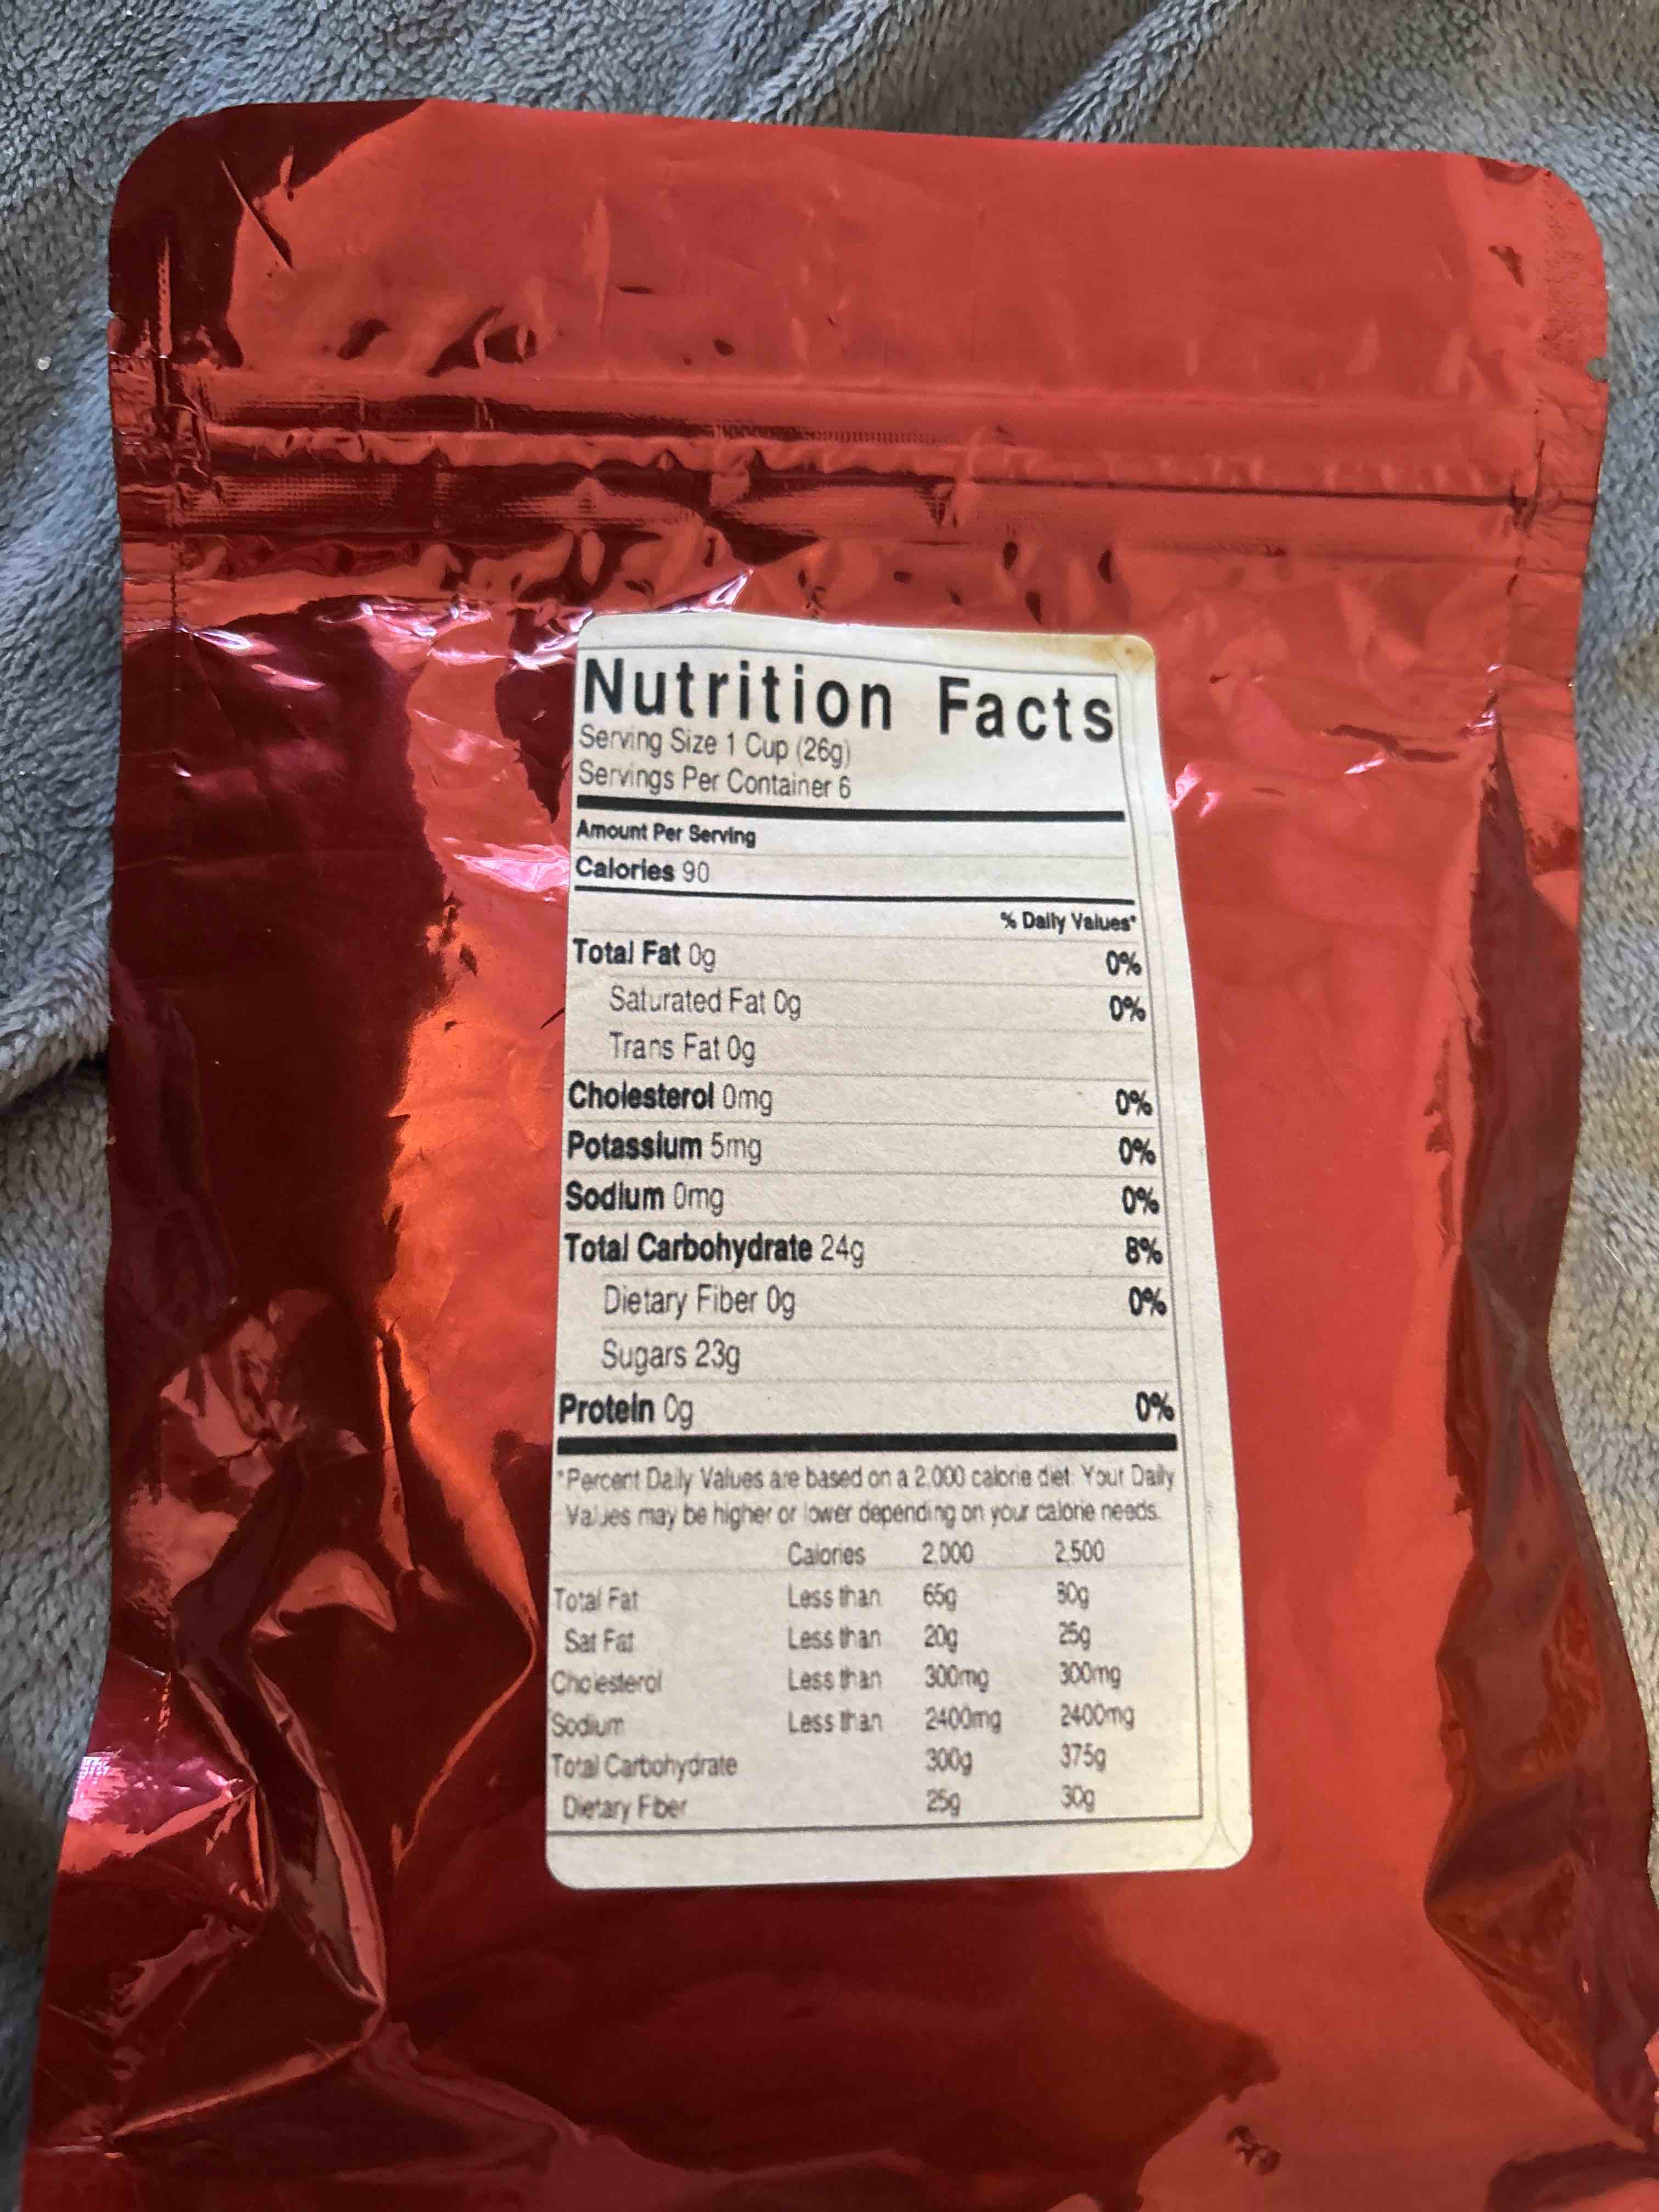 Nutrition Facts
Serving Size 1 Cup (26g)
Servings Per Container 6
Amount Per Serving
Calories 90
% Daily Values*
Total Fat 0g 0%
Saturated Fat 0g 0%
Trans Fat 0g
Cholesterol 0mg 0%
Potassium 5mg 0%
Sodium 0mg 0%
Total Carbohydrate 24g 8%
Dietary Fiber 0g 0%
Sugars 23g
Protein 0g 0%
*Percent Daily Values are based on a 2,000 calorie diet. Your Daily
Values may be higher or lower depending on your calorie needs.
Calories 2,000 2,500
Total Fat Less than 65g 80g
Sat Fat Less than 20g 25g
Cholesterol Less than 300mg 300mg
Sodium Less than 2400mg 2400mg
Total Carbohydrate 300g 375g
Dietary Fiber 25g 30g